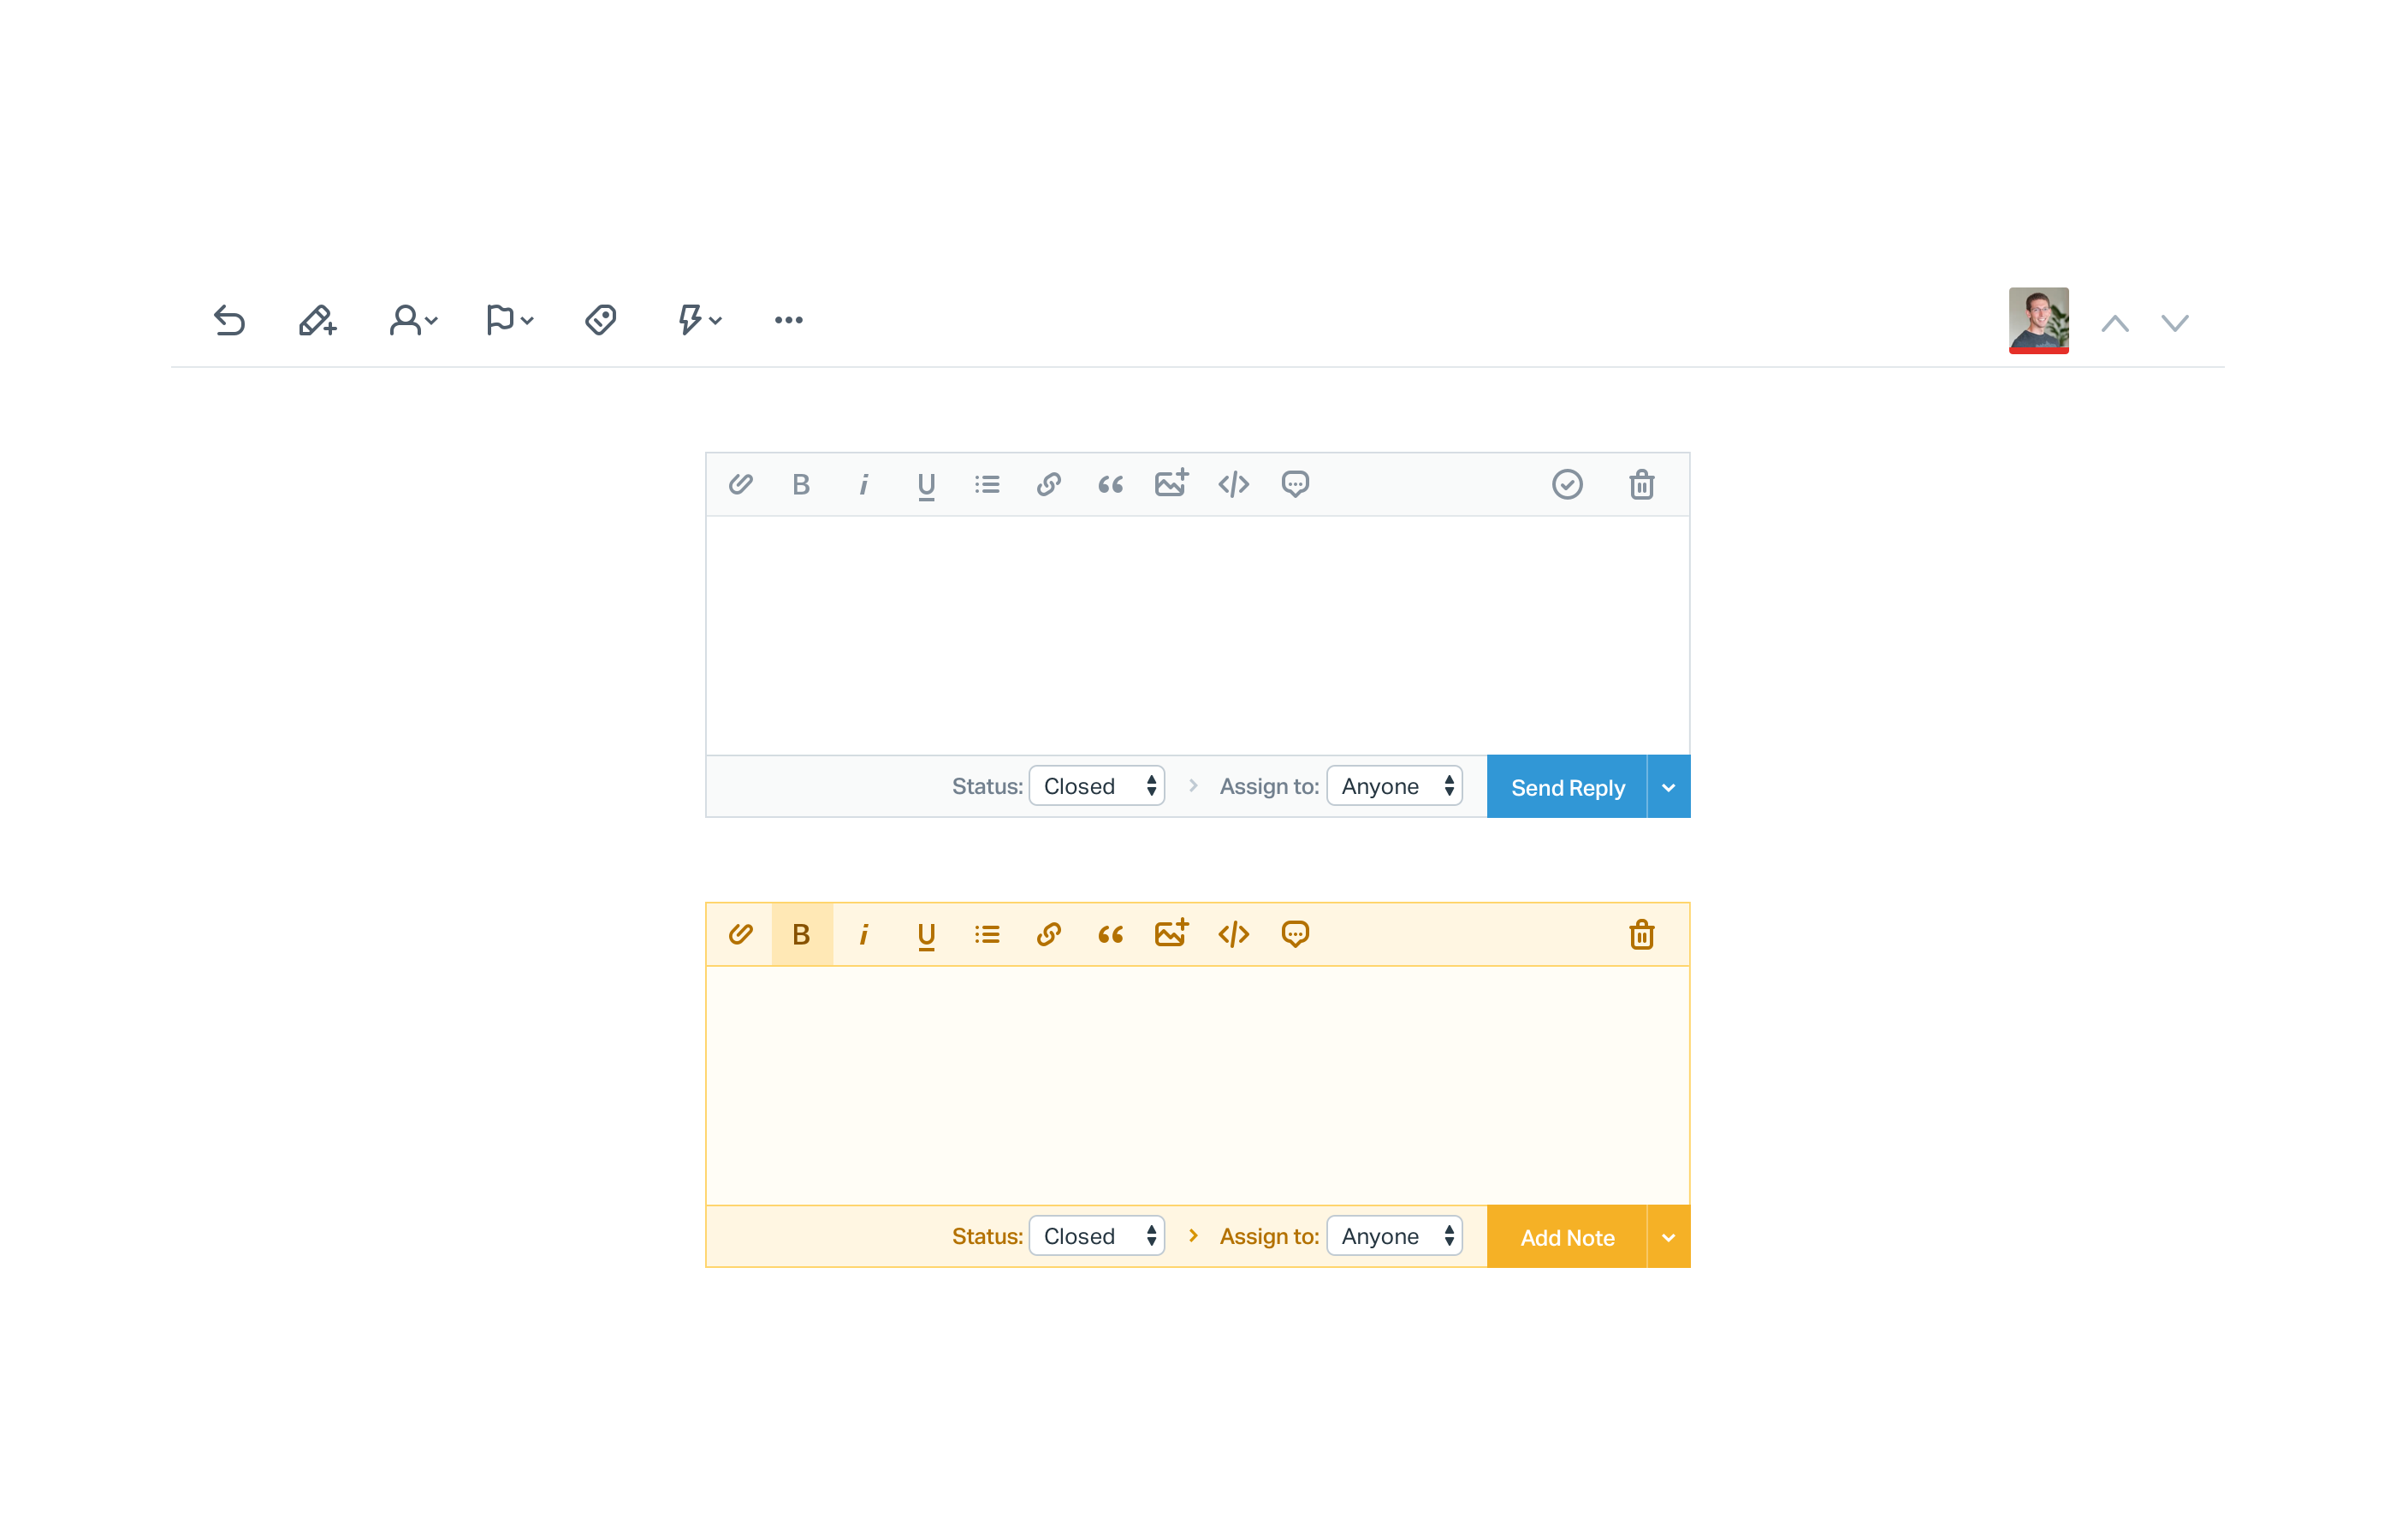 B i U
Status: Closed Assign to: Anyone Send Reply
B i U
Status: Closed Assign to: Anyone Add Note